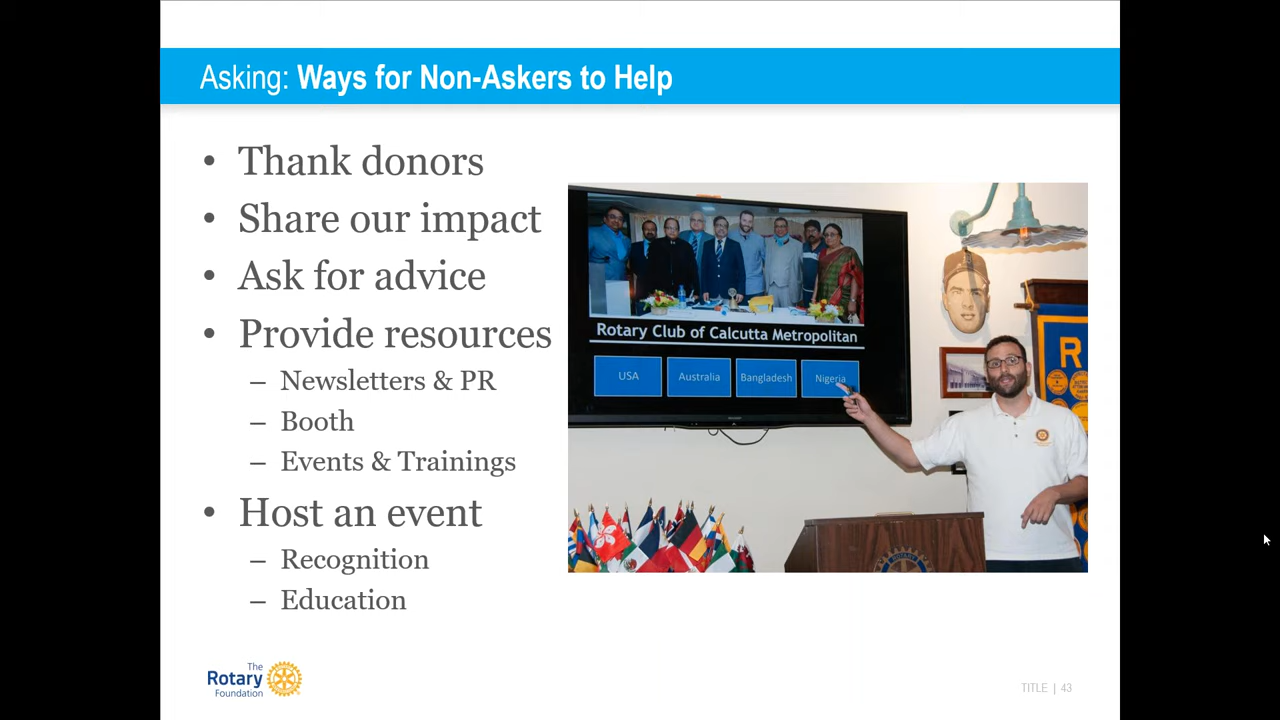 Asking: Ways for Non-Askers to Help
• Thank donors
• Share our impact
• Ask for advice
• Provide resources
– Newsletters & PR
– Booth
– Events & Trainings
• Host an event
– Recognition
– Education
Rotary Club of Calcutta Metropolitan
USA
Australia
Bangladesh
Nigeria
R
ROTARY
The
Rotary
Foundation
TITLE | 43